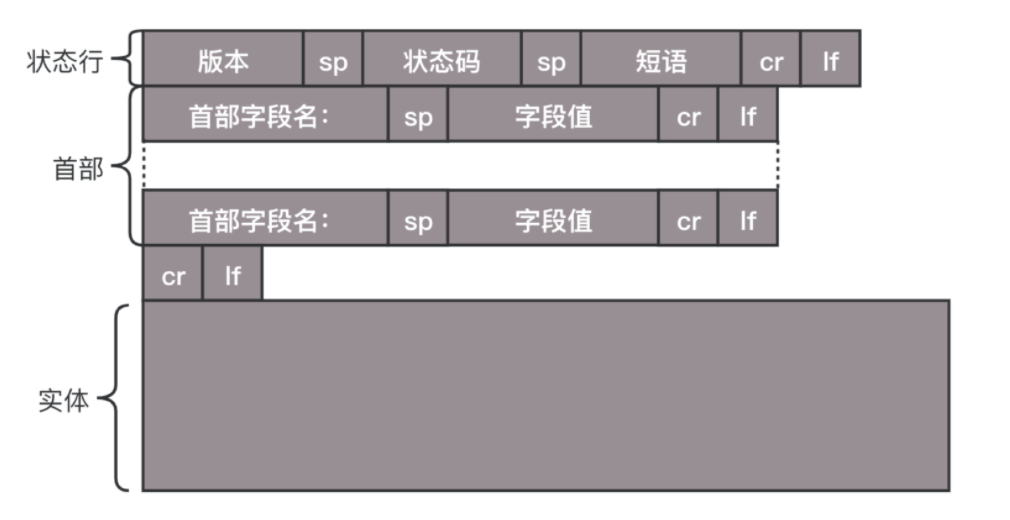 状态行 版本 sp 状态码 sp 短语 cr lf
首部字段名： sp 字段值 cr lf
首部
首部字段名： sp 字段值 cr lf
cr lf
实体